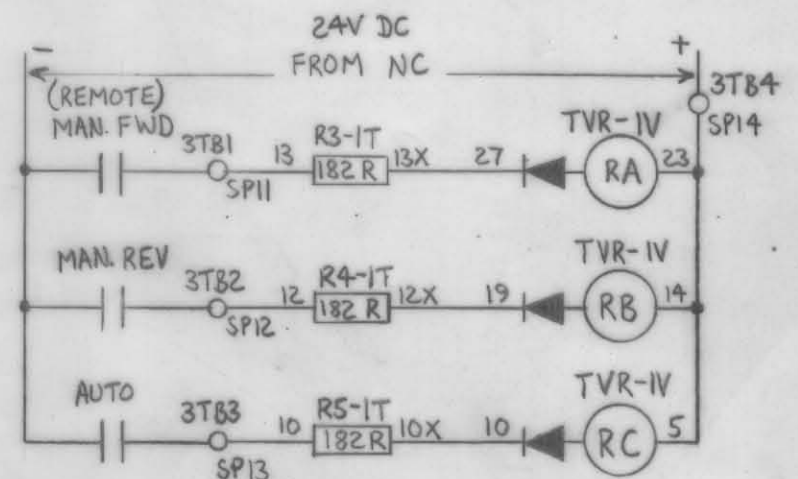 24V DC
- +
FROM NC
3TB4
(REMOTE)
MAN. FWD
3TB1
R3-1T
TVR-1V
SP14
13
182 R
13X
27
RA
23
SP11
MAN. REV
3TB2
R4-1T
TVR-1V
12
182 R
12X
19
RB
14
SP12
AUTO
3TB3
R5-1T
TVR-1V
10
182R
10X
10
RC
5
SP13